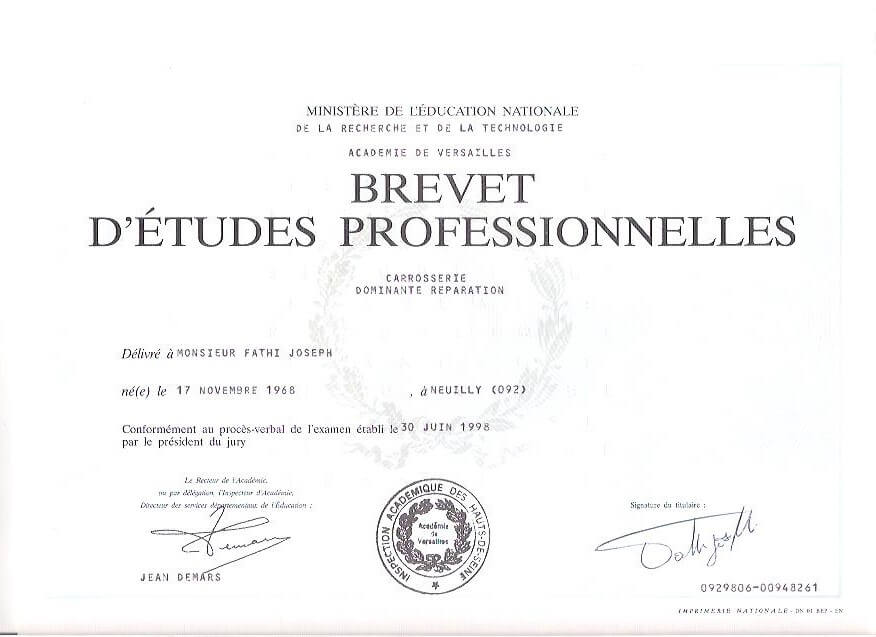 MINISTÈRE DE L'ÉDUCATION NATIONALE
DE LA RECHERCHE ET DE LA TECHNOLOGIE
ACADEMIE DE VERSAILLES
BREVET
D'ÉTUDES PROFESSIONNELLES
CARROSSERIE
DOMINANTE REPARATION
Délivré à MONSIEUR FATHI JOSEPH
né(e) le 17 NOVEMBRE 1968 , à NEUILLY (092)
Conformément au procès-verbal de l'examen établi le 30 JUIN 1998
par le président du jury
Le Recteur de l'Académie,
ou par délégation, l'Inspecteur d'Académie,
Directeur des services départementaux de l'Éducation :
JEAN DEMARS
INSPECTION ACADEMIQUE DES HAUTS-DE-SEINE
Académie
de
Versailles
Signature du titulaire :
0929806-00948261
IMPRIMERIE NATIONALE - DN 01 BEP - EN